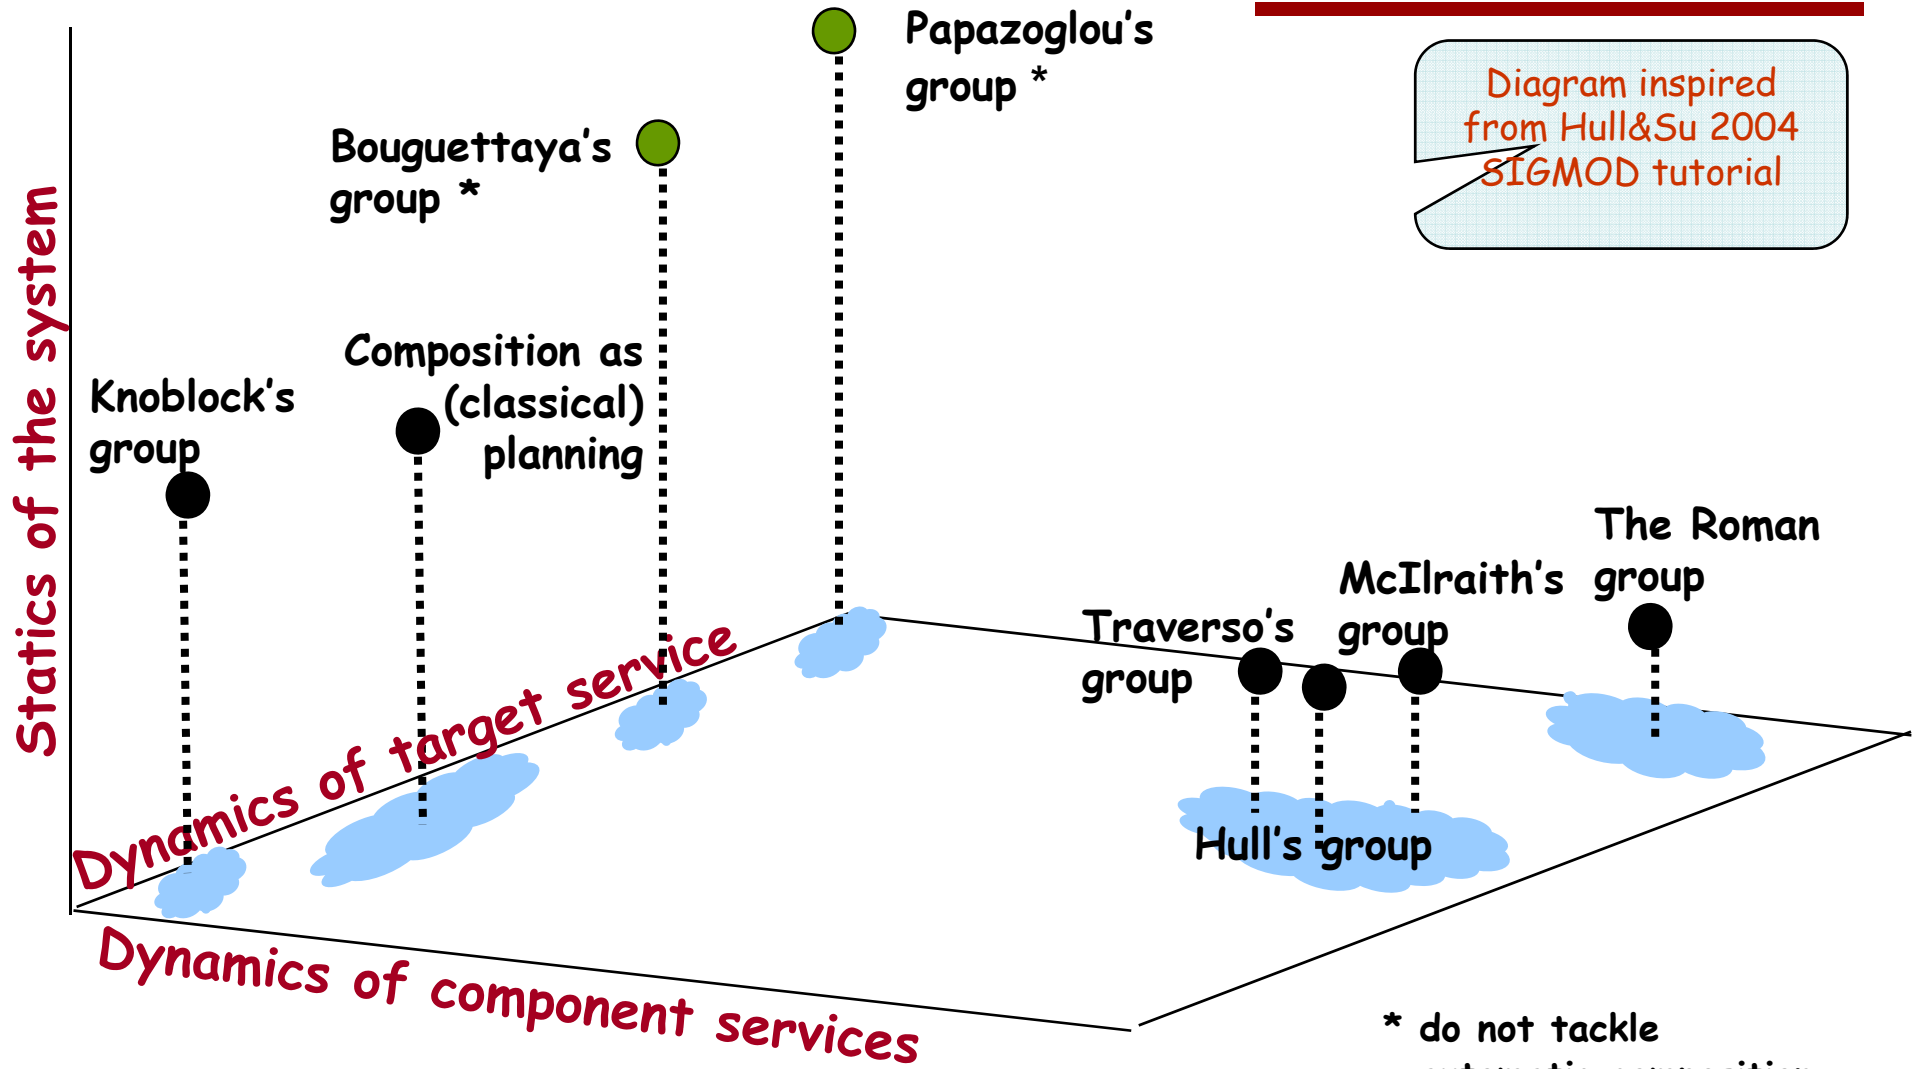 Papazoglou's
group *
Diagram inspired
from Hull&Su 2004
SIGMOD tutorial
Bouguettaya's
group *
Statics of the system
Composition as
(classical)
planning
Knoblock's
group
The Roman
group
McIlraith's
group
Traverso's
group
Dynamics of target service
Hull's group
Dynamics of component services
* do not tackle
automatic composition